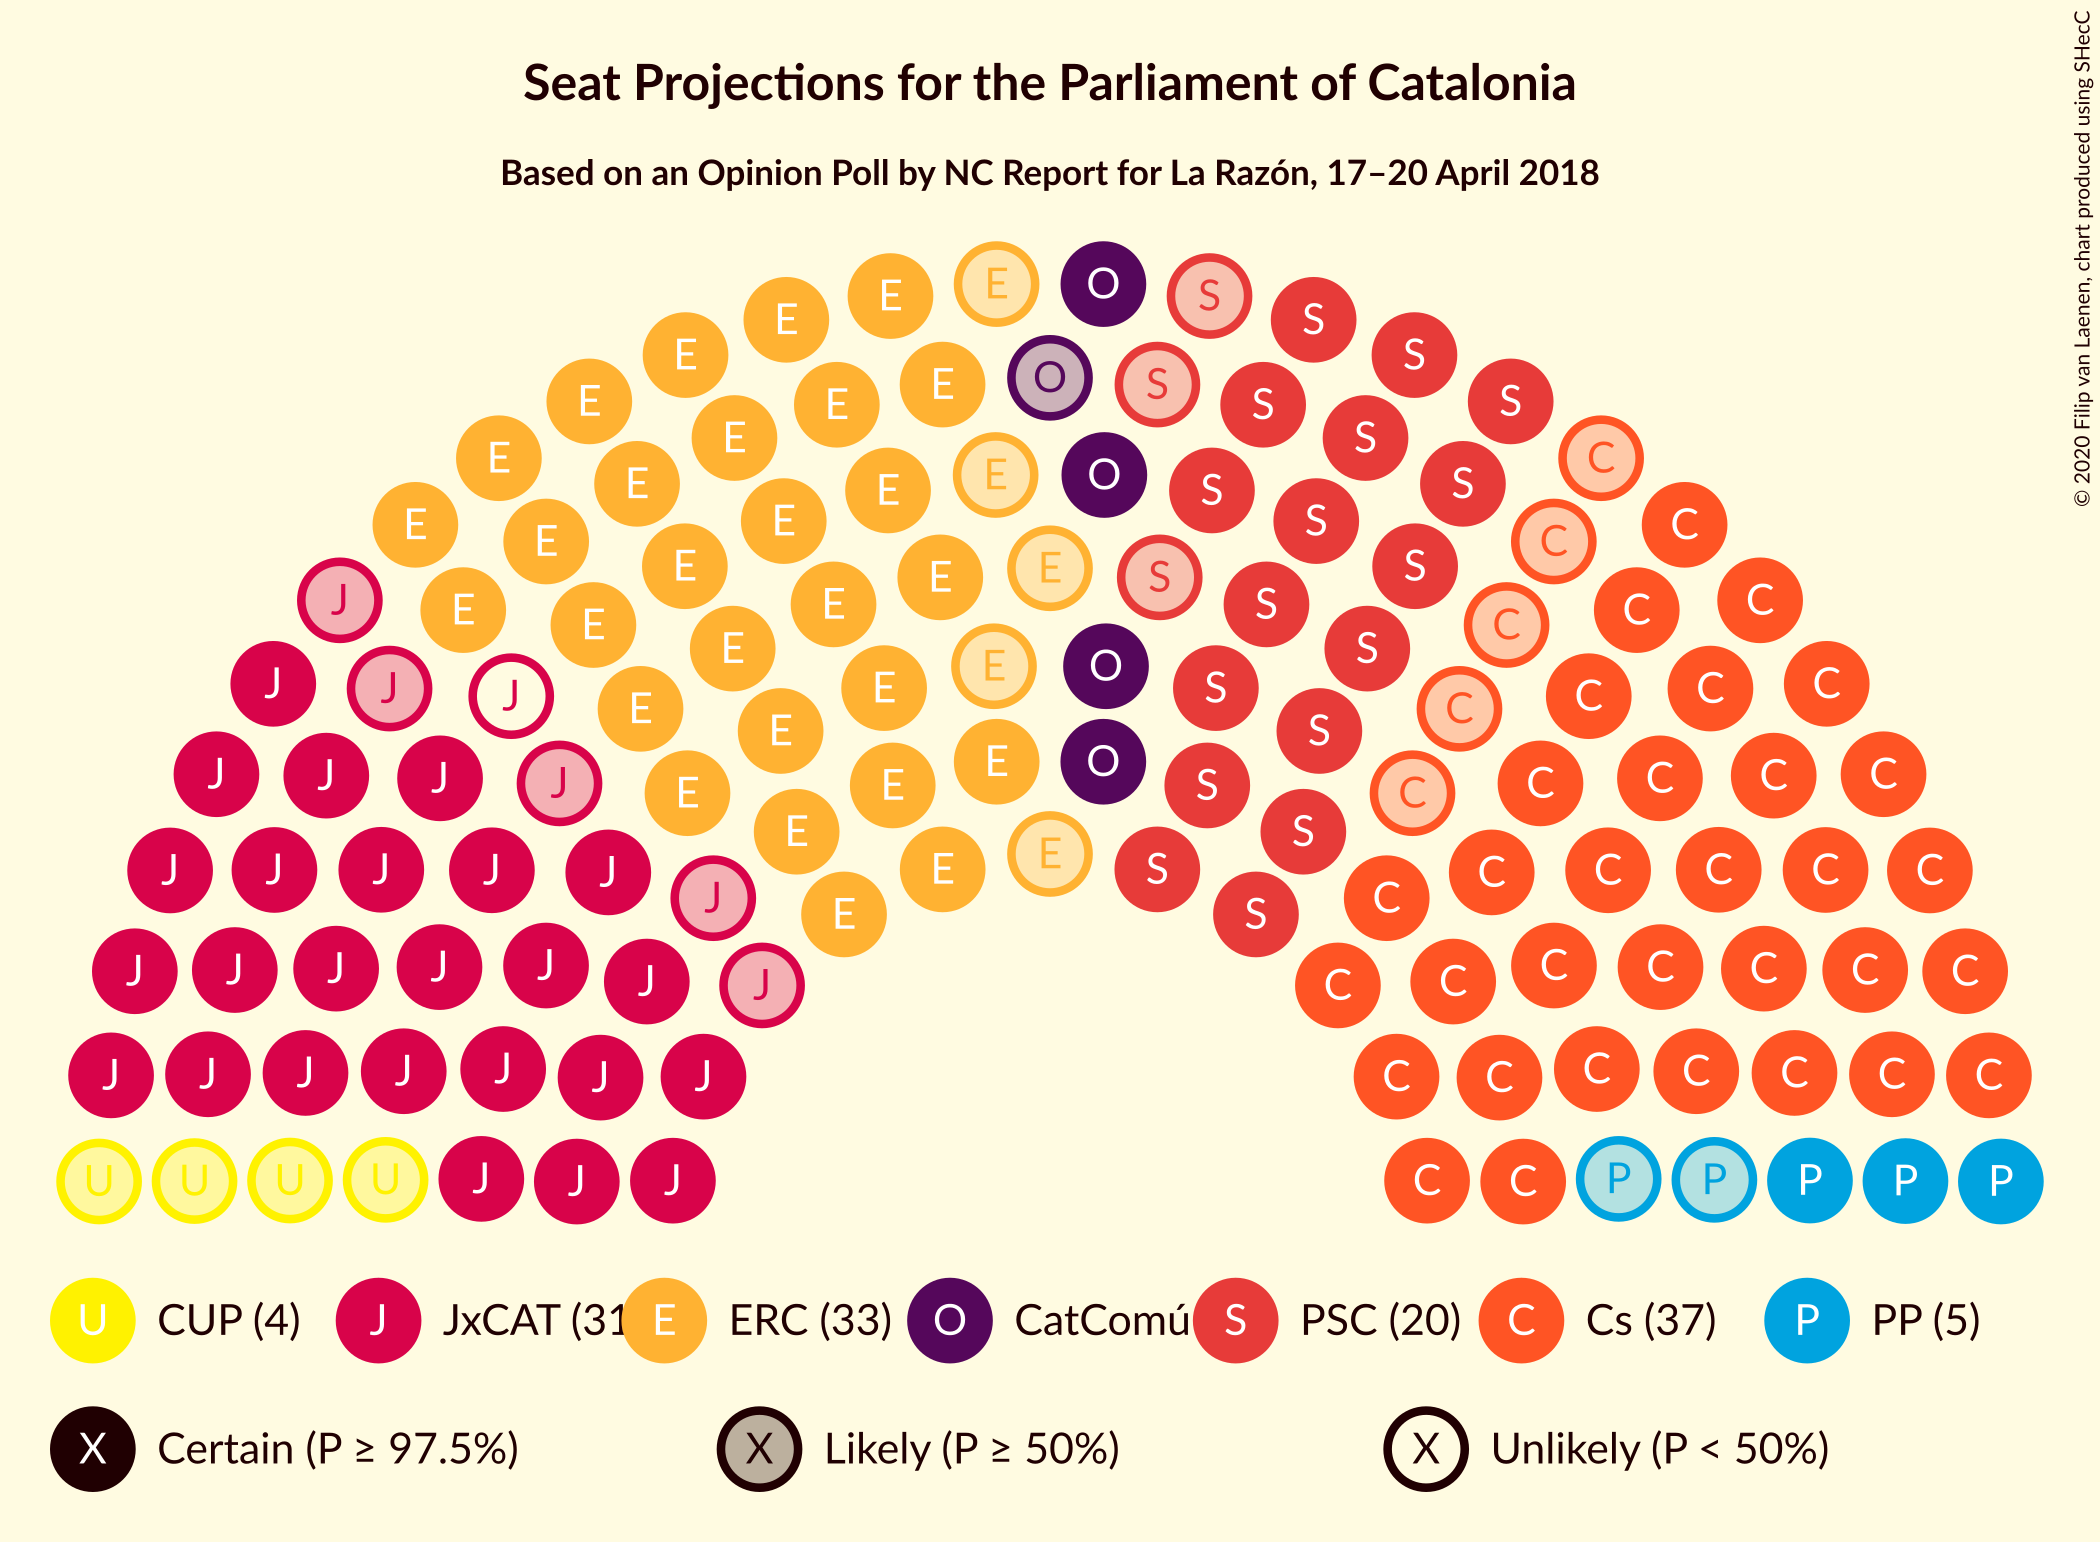 Seat Projections for the Parliament of Catalonia
Based on an Opinion Poll by NC Report for La Razón, 17–20 April 2018
© 2020 Filip van Laenen, chart produced using SHecC
E E O S
E S
E S
E O S
E E S S
E S
E C
E E E O S S
E E S C
E C
E E E S S
J E E S C C
E C
E S
J J J E E O S C C C
E C
E S
J J J J E E E O S C C C C C
E S
J J J J J E E S C C C C C
J E S C
J J J J J J J C C C C C C C
J J J J J J J C C C C C C C
U U U U J J J C C P P P P P
U CUP (4) J JxCAT (31 E ERC (33) O CatComú S PSC (20) C Cs (37) P PP (5)
X Certain (P ≥ 97.5%) X Likely (P ≥ 50%) X Unlikely (P < 50%)